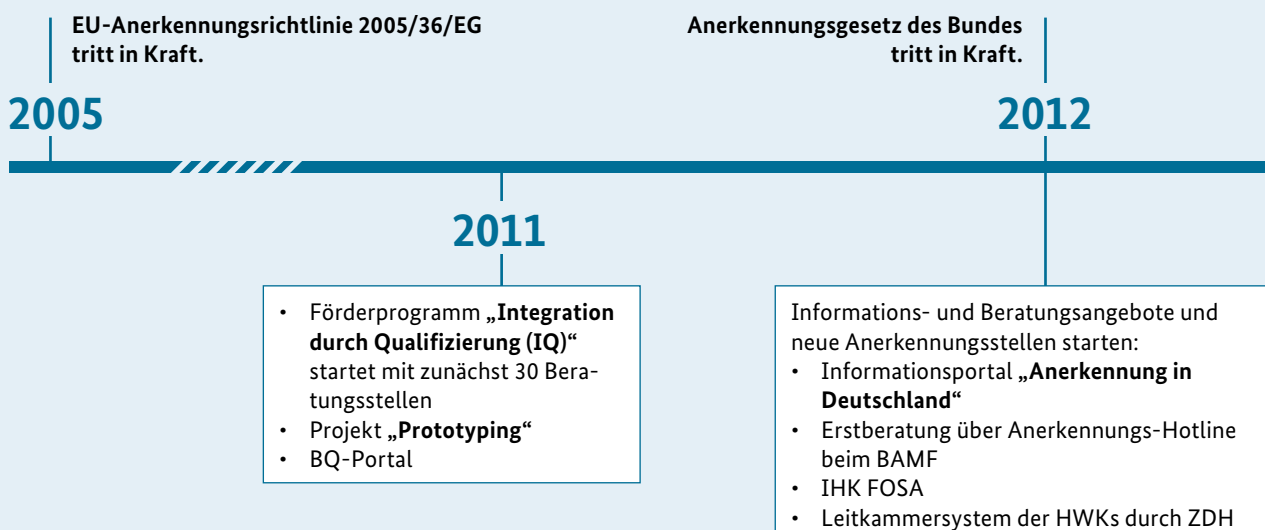 EU-Anerkennungsrichtlinie 2005/36/EG
tritt in Kraft.
2005
Anerkennungsgesetz des Bundes
tritt in Kraft.
2012
2011
• Förderprogramm „Integration
durch Qualifizierung (IQ)“
startet mit zunächst 30 Bera-
tungsstellen
• Projekt „Prototyping“
• BQ-Portal
Informations- und Beratungsangebote und
neue Anerkennungsstellen starten:
• Informationsportal „Anerkennung in
Deutschland“
• Erstberatung über Anerkennungs-Hotline
beim BAMF
• IHK FOSA
• Leitkammersystem der HWKs durch ZDH